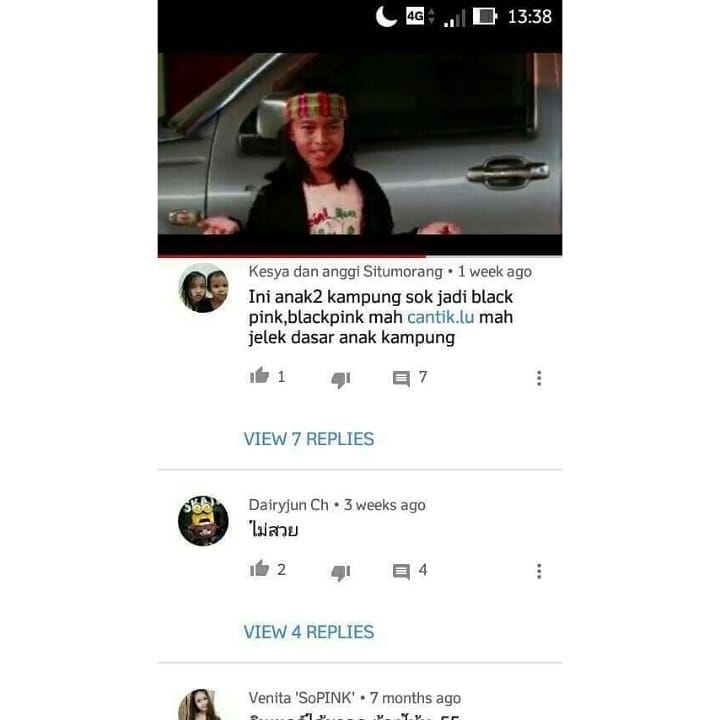 4G 13:38
Kesya dan anggi Situmorang • 1 week ago
Ini anak2 kampung sok jadi black
pink,blackpink mah cantik.lu mah
jelek dasar anak kampung
1 7
VIEW 7 REPLIES
Dairyjun Ch • 3 weeks ago
ไม่สวย
2 4
VIEW 4 REPLIES
Venita 'SoPINK' • 7 months ago